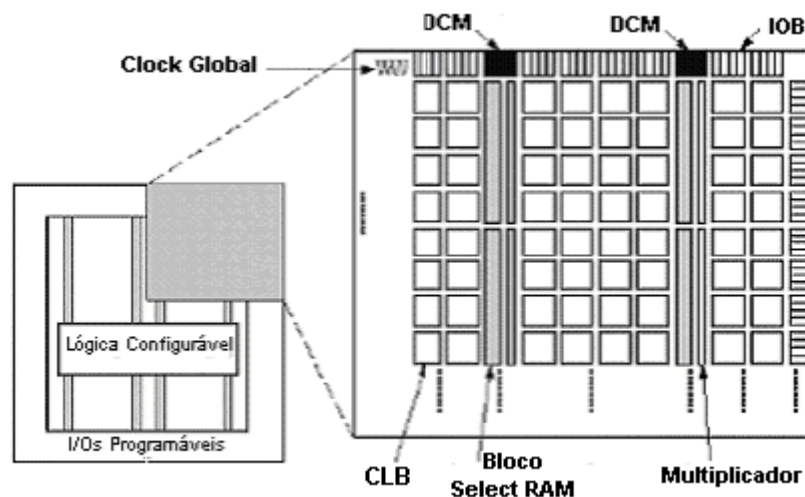 DCM
DCM
IOB
Clock Global
Lógica Configurável
I/Os Programáveis
CLB
Bloco
Select RAM
Multiplicador